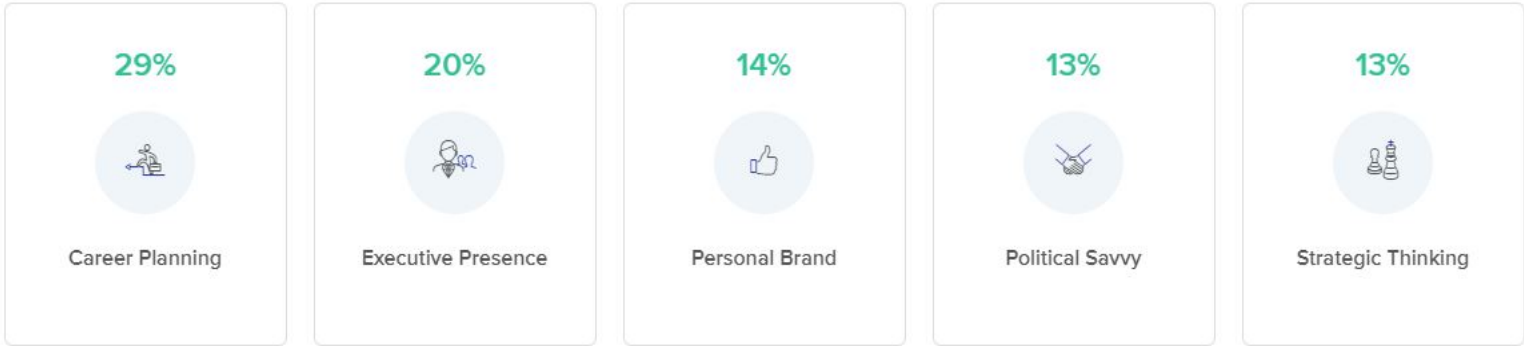 29%
20%
14%
13%
13%
Career Planning
Executive Presence
Personal Brand
Political Savvy
Strategic Thinking